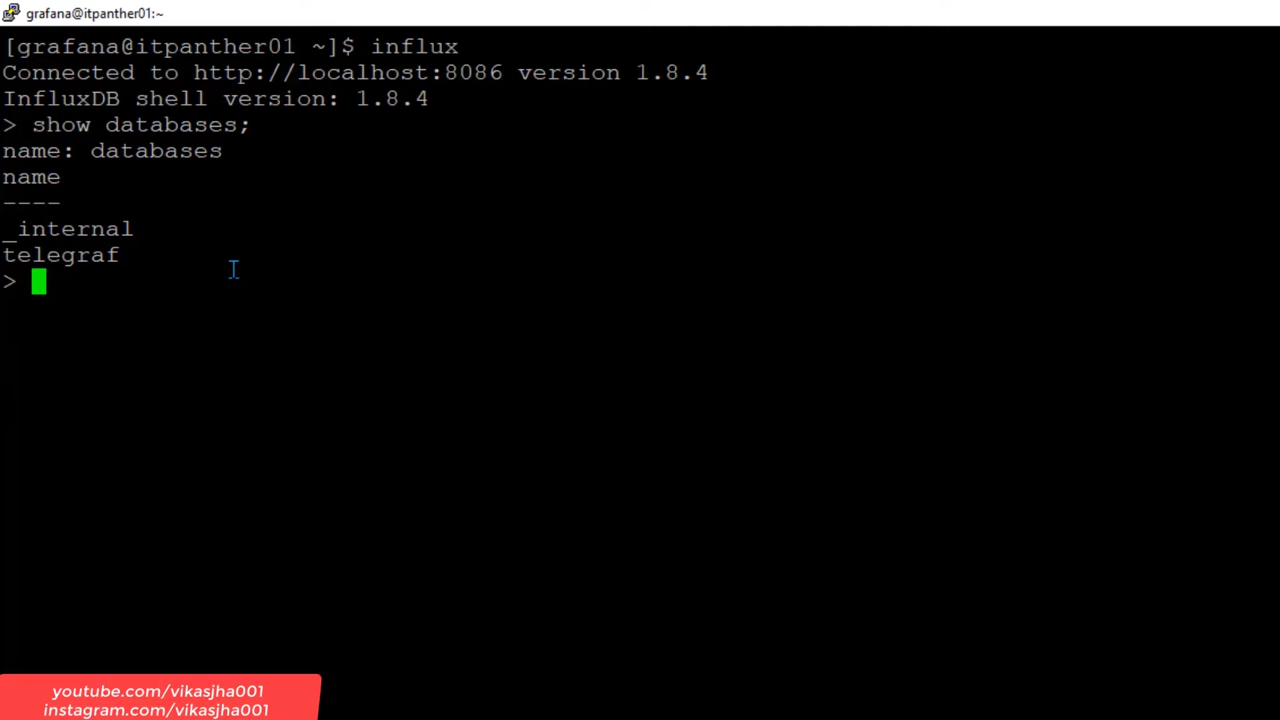 grafana@itpanther01:~
[grafana@itpanther01 ~]$ influx
Connected to http://localhost:8086 version 1.8.4
InfluxDB shell version: 1.8.4
> show databases;
name: databases
name
----
_internal
telegraf
>
youtube.com/vikasjha001
instagram.com/vikasjha001